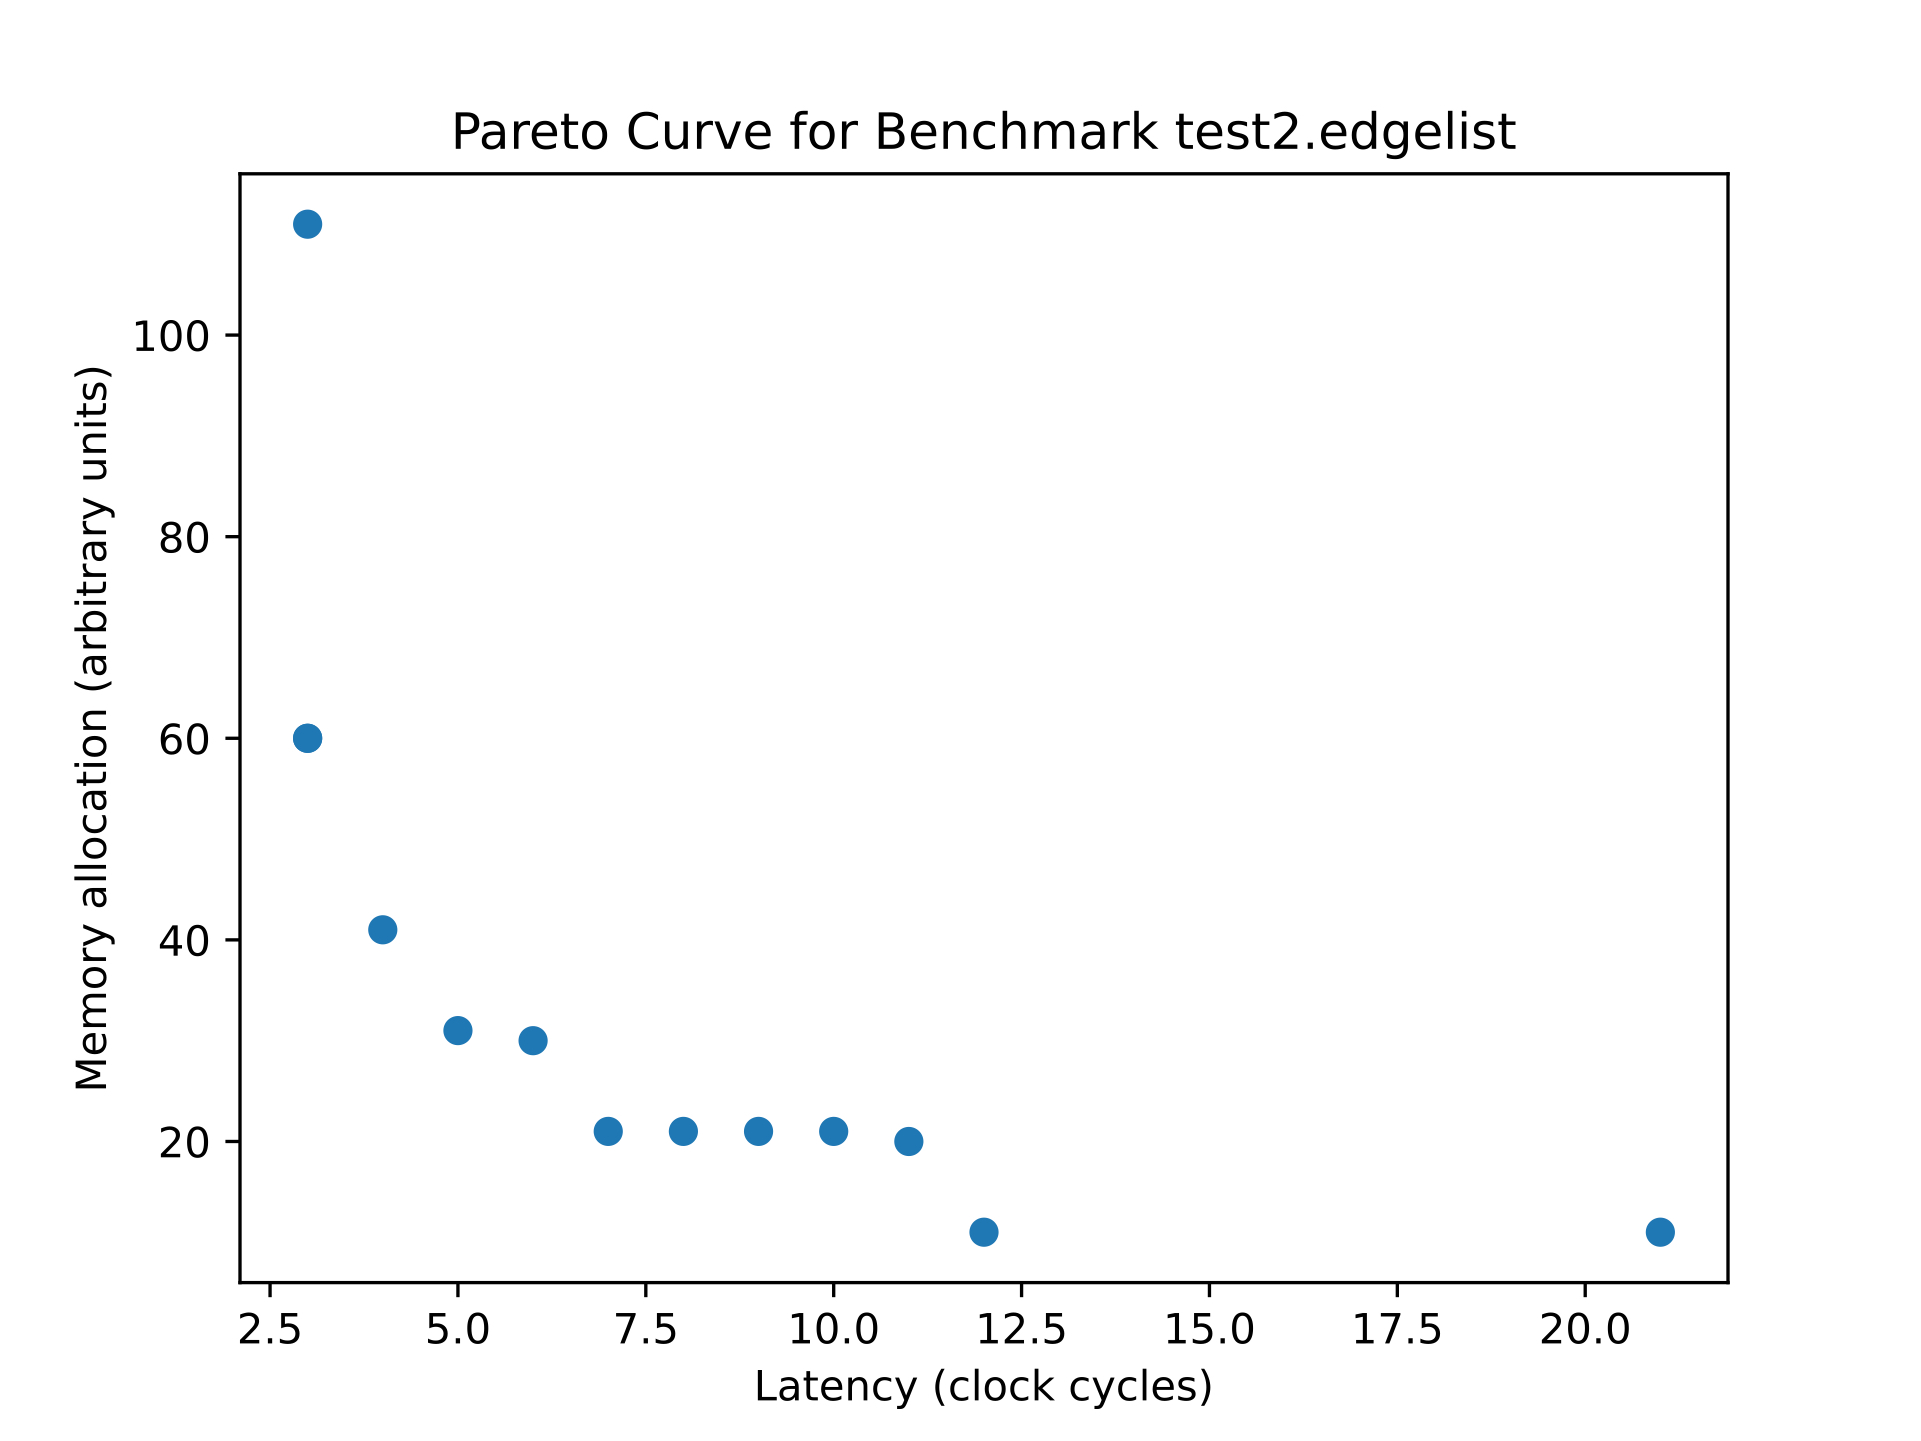 Pareto Curve for Benchmark test2.edgelist
Memory allocation (arbitrary units)
100
80
60
40
20
2.5 5.0 7.5 10.0 12.5 15.0 17.5 20.0
Latency (clock cycles)